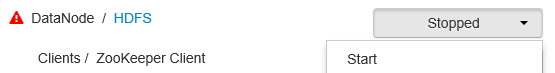 DataNode / HDFS Stopped
Clients / ZooKeeper Client Start